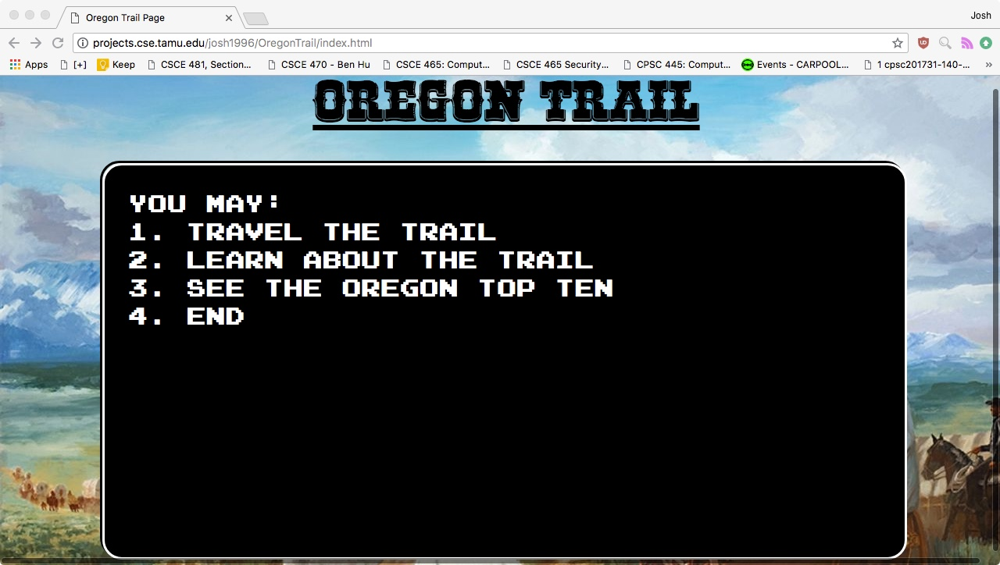 Oregon Trail Page
Josh
projects.cse.tamu.edu/josh1996/OregonTrail/index.html
Apps [+] Keep CSCE 481, Section... CSCE 470 - Ben Hu CSCE 465: Comput... CSCE 465 Security... CPSC 445: Comput... Events - CARPOOL... 1 cpsc201731-140-... »
OREGON TRAIL
YOU MAY:
1. TRAVEL THE TRAIL
2. LEARN ABOUT THE TRAIL
3. SEE THE OREGON TOP TEN
4. END